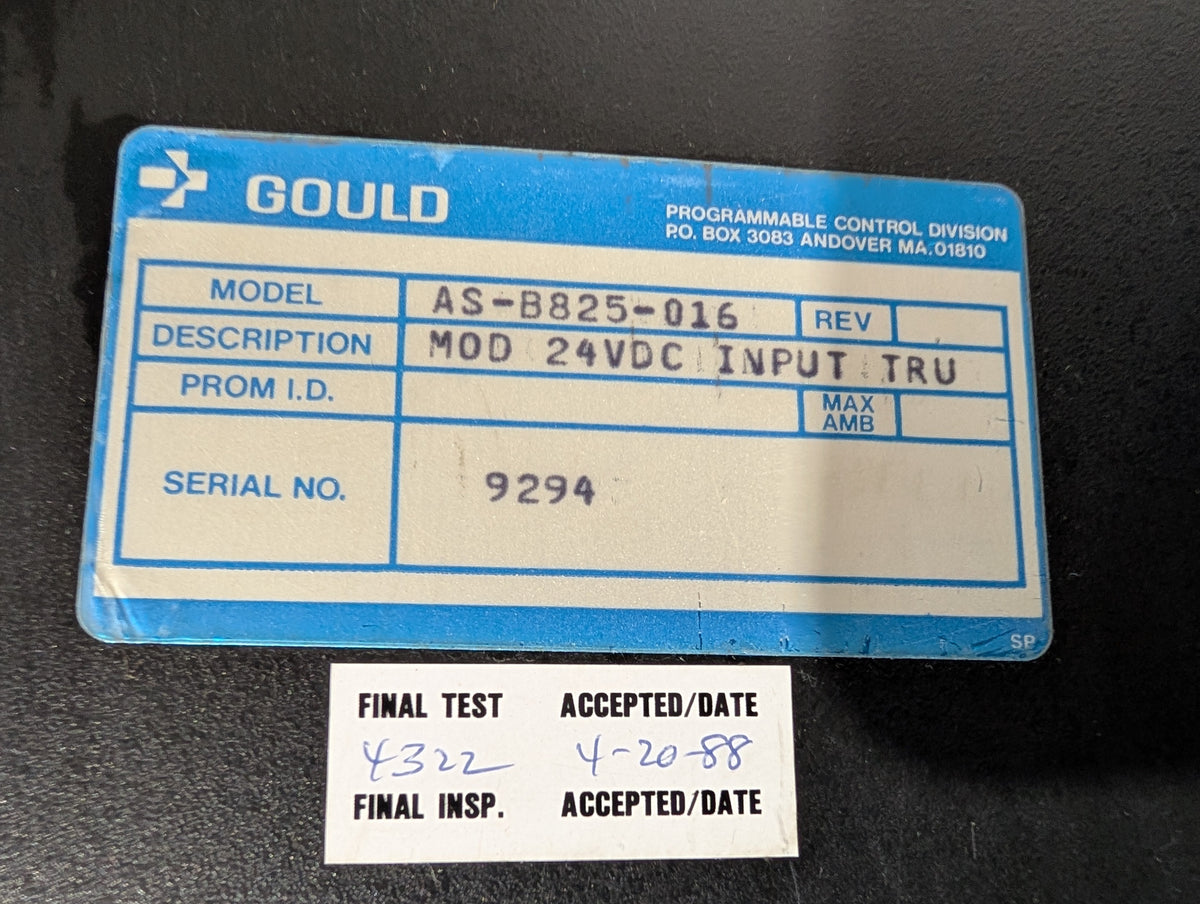 GOULD
PROGRAMMABLE CONTROL DIVISION
P.O. BOX 3083 ANDOVER MA. 01810
MODEL AS-B825-016 REV
DESCRIPTION MOD 24VDC INPUT TRU
PROM I.D. MAX AMB
SERIAL NO. 9294
SP
FINAL TEST ACCEPTED/DATE
4322 4-20-88
FINAL INSP. ACCEPTED/DATE